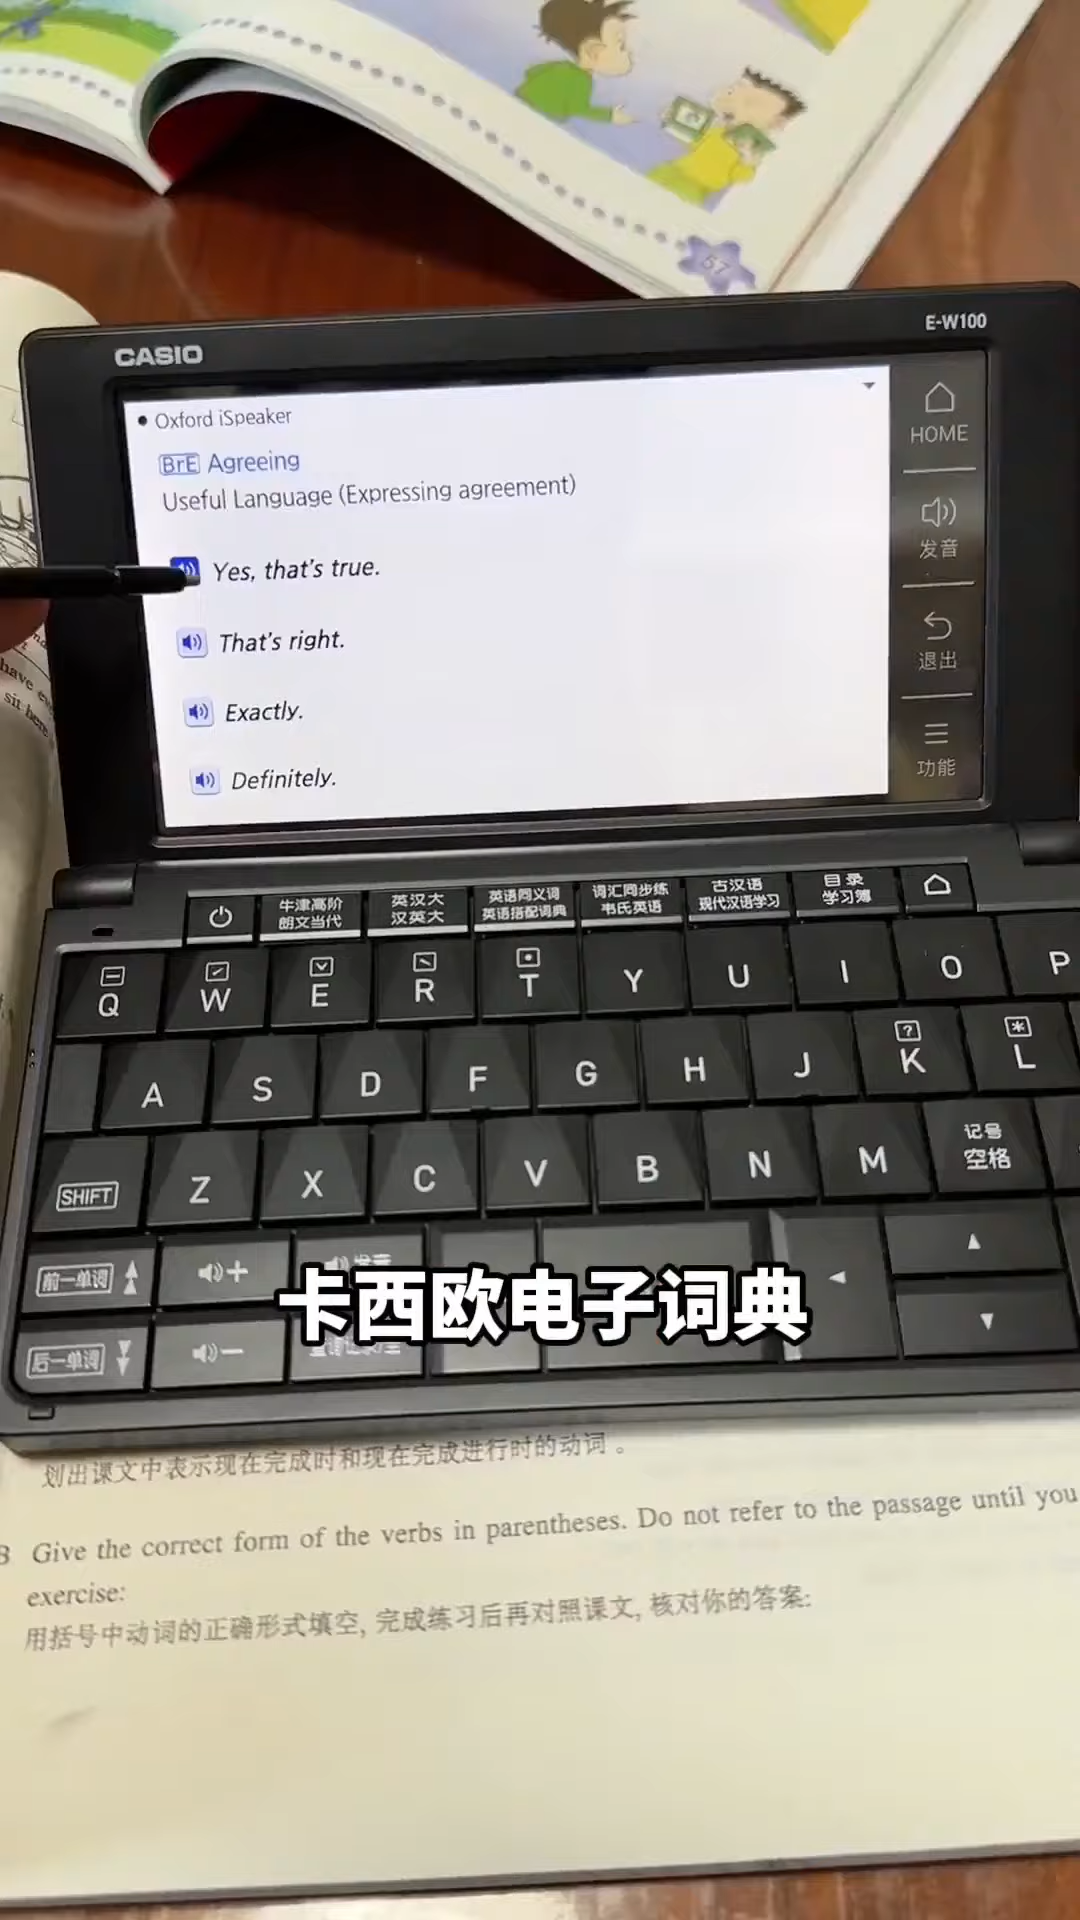 57
E-W100
CASIO
Oxford iSpeaker
BrE Agreeing
Useful Language (Expressing agreement)
Yes, that's true.
That's right.
Exactly.
Definitely.
HOME
发音
退出
功能
牛津高阶
朗文当代
英汉大
汉英大
英语同义词
英语搭配词典
词汇同步练
韦氏英语
古汉语
现代汉语学习
目录
学习簿
Q W E R T Y U I O P
A S D F G H J K L
SHIFT Z X C V B N M 记号
空格
前一单词
后一单词
卡西欧电子词典
have
sit here
划出课文中表示现在完成时和现在完成进行时的动词。
Give the correct form of the verbs in parentheses. Do not refer to the passage until you
exercise:
用括号中动词的正确形式填空, 完成练习后再对照课文, 核对你的答案: